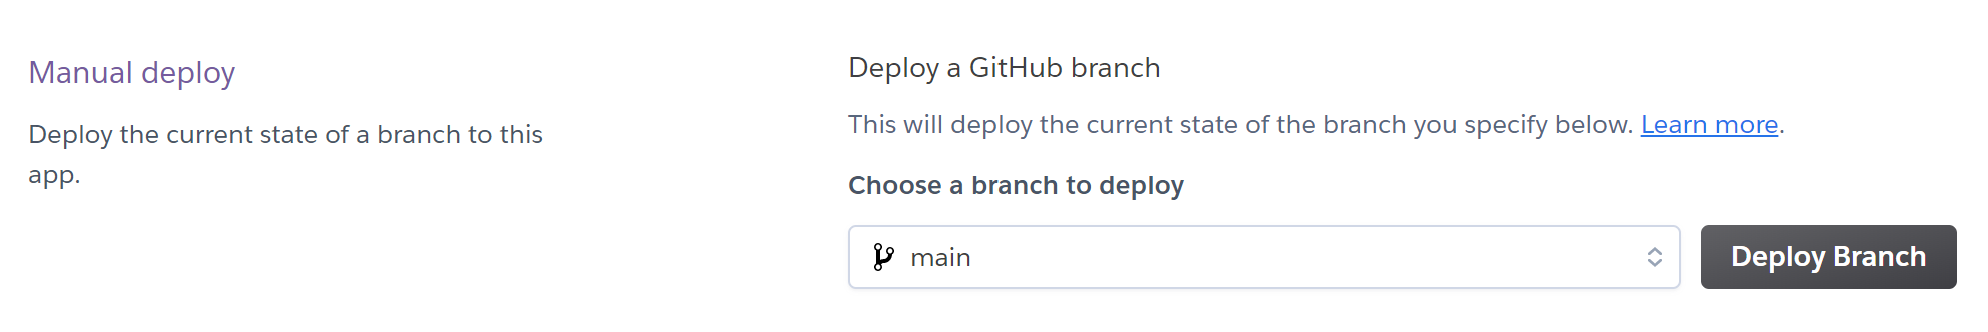 Manual deploy
Deploy the current state of a branch to this
app.
Deploy a GitHub branch
This will deploy the current state of the branch you specify below. Learn more.
Choose a branch to deploy
main
Deploy Branch